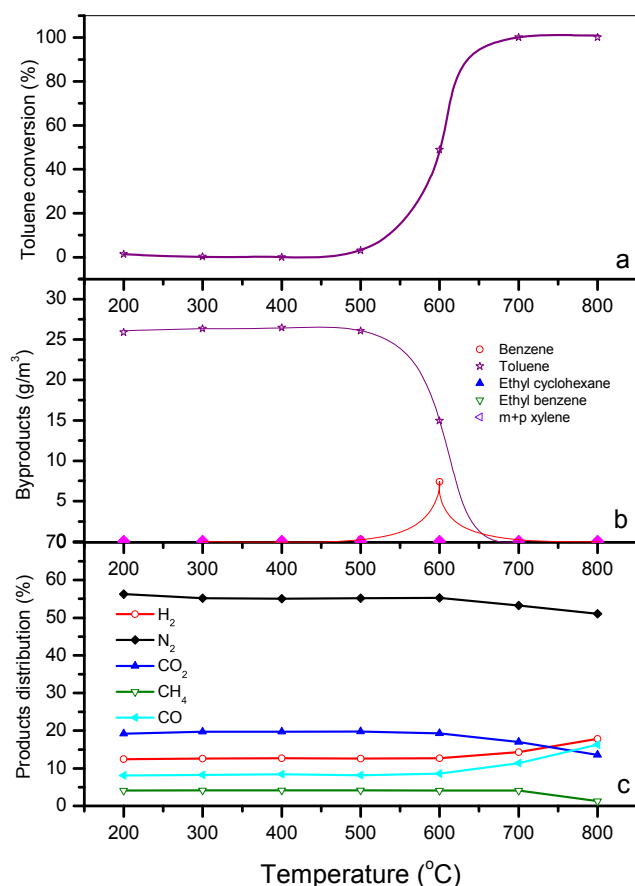 100
80
60
40
20
0
Toluene conversion (%)
a
200 300 400 500 600 700 800
30
25
20
15
10
5
0
Byproducts (g/m³)
Benzene
Toluene
Ethyl cyclohexane
Ethyl benzene
m+p xylene
b
200 300 400 500 600 700 800
70
60
50
40
30
20
10
0
Products distribution (%)
H₂
N₂
CO₂
CH₄
CO
c
200 300 400 500 600 700 800
Temperature (°C)